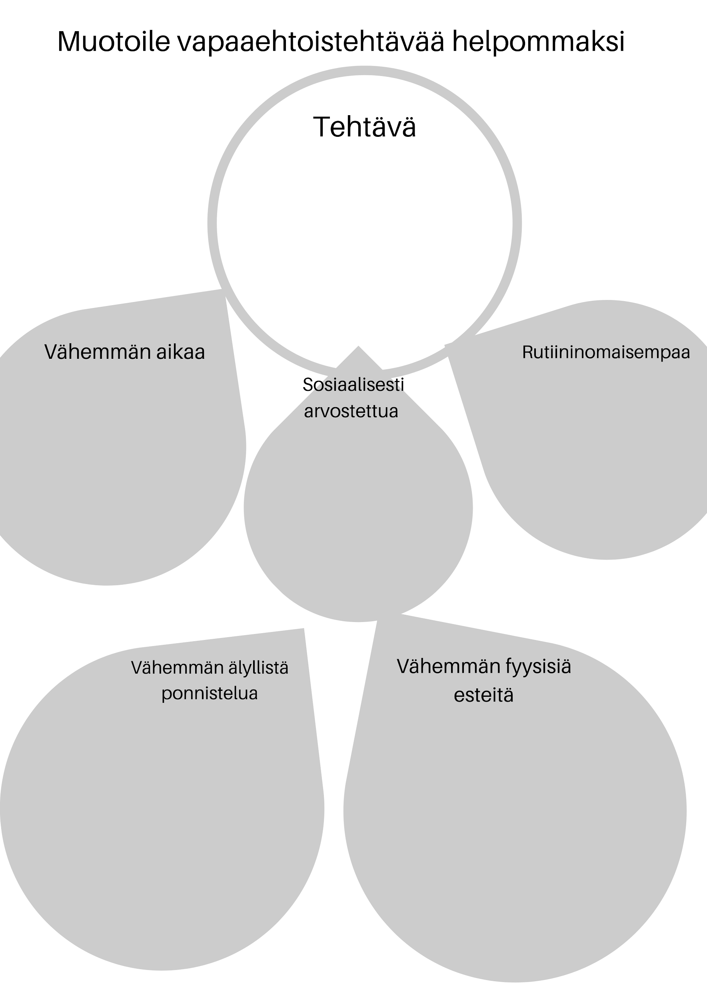 Muotoile vapaaehtoistehtävää helpommaksi
Tehtävä
Vähemmän aikaa
Rutiininomaisempaa
Sosiaalisesti
arvostettua
Vähemmän älyllistä
ponnistelua
Vähemmän fyysisiä
esteitä